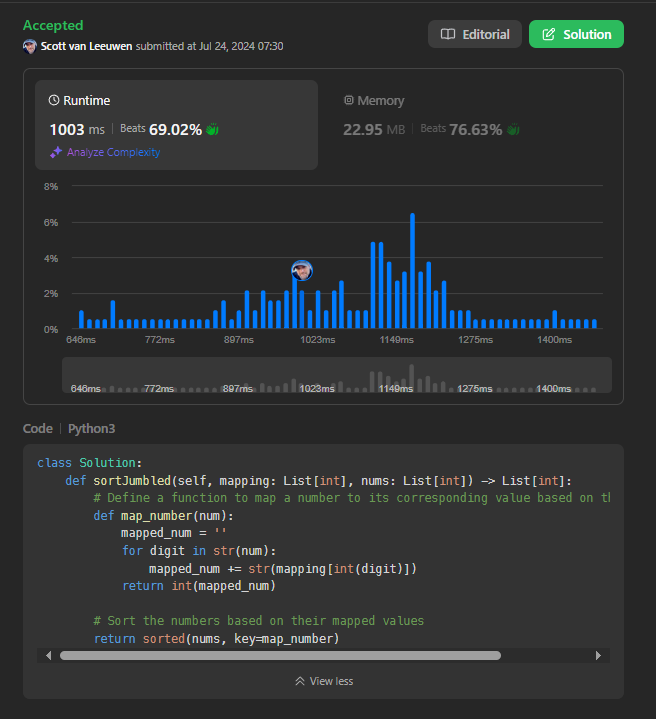 Accepted
Scott van Leeuwen submitted at Jul 24, 2024 07:30
Editorial
Solution
Runtime
1003 ms | Beats 69.02%
Analyze Complexity
Memory
22.95 MB | Beats 76.63%
8%
6%
4%
2%
0%
646ms 772ms 897ms 1023ms 1149ms 1275ms 1400ms
646ms 772ms 897ms 1023ms 1149ms 1275ms 1400ms
Code | Python3
class Solution:
    def sortJumbled(self, mapping: List[int], nums: List[int]) -> List[int]:
        # Define a function to map a number to its corresponding value based on
        def map_number(num):
            mapped_num = ''
            for digit in str(num):
                mapped_num += str(mapping[int(digit)])
            return int(mapped_num)
        # Sort the numbers based on their mapped values
        return sorted(nums, key=map_number)
View less